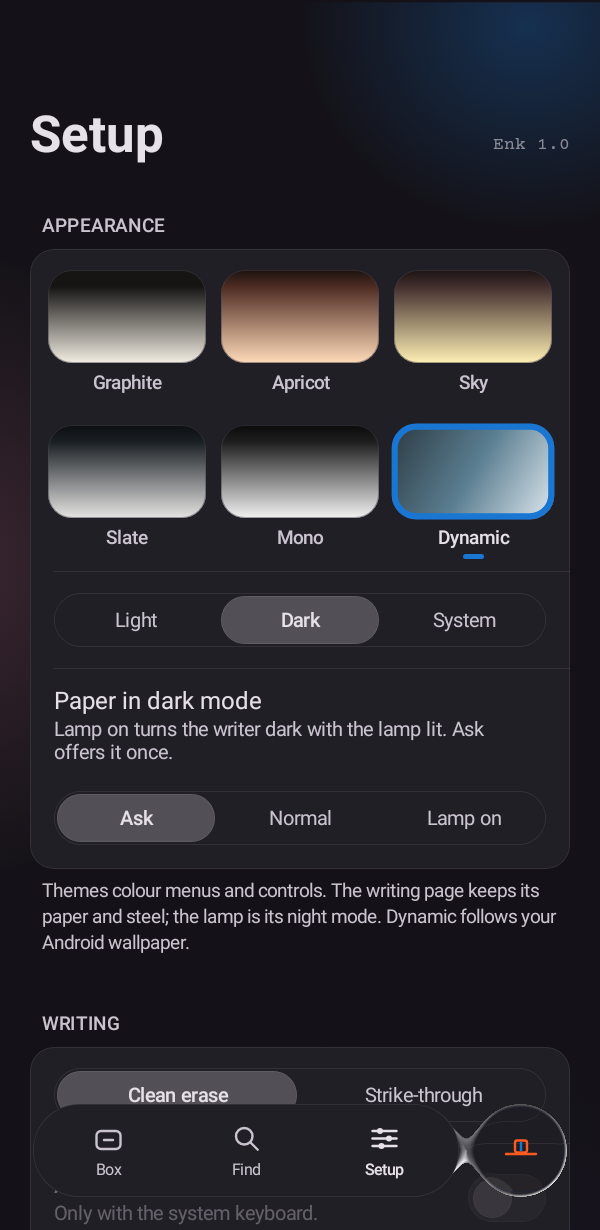 Setup
Enk 1.0
APPEARANCE
Graphite
Apricot
Sky
Slate
Mono
Dynamic
Light
Dark
System
Paper in dark mode
Lamp on turns the writer dark with the lamp lit. Ask
offers it once.
Ask
Normal
Lamp on
Themes colour menus and controls. The writing page keeps its
paper and steel; the lamp is its night mode. Dynamic follows your
Android wallpaper.
WRITING
Clean erase
Strike-through
Box
Find
Setup
Only with the system keyboard.